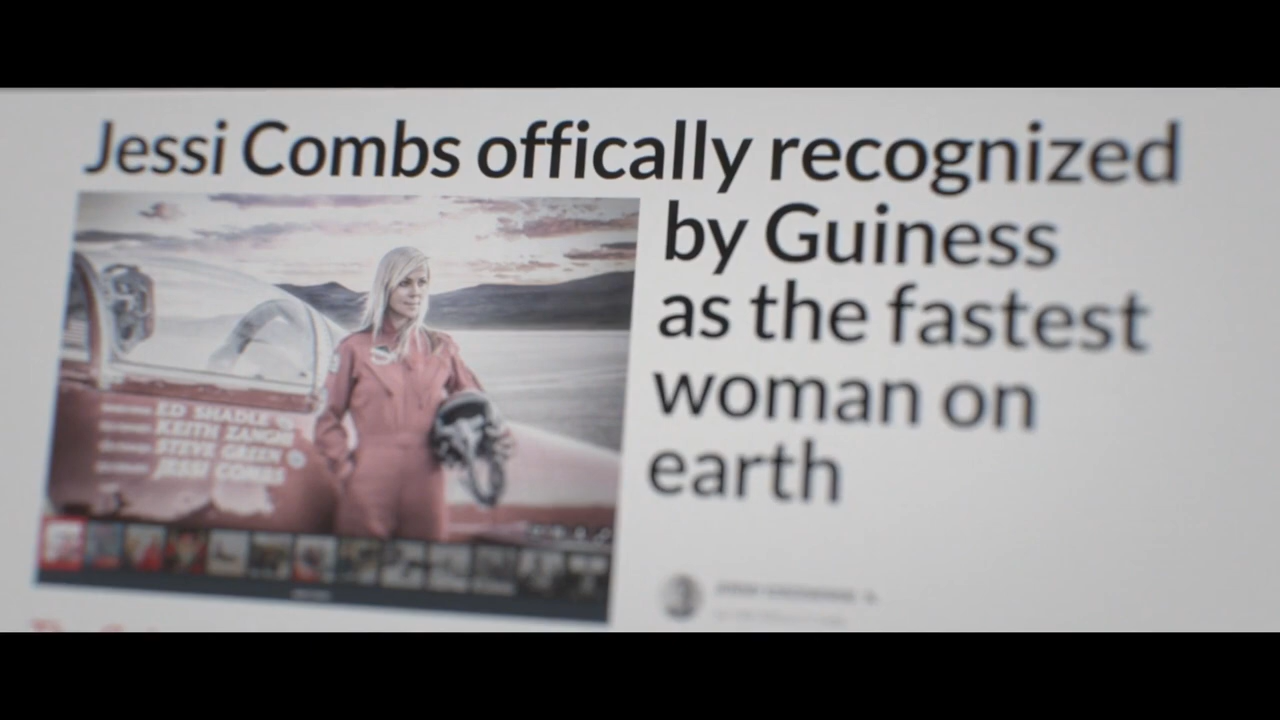 Jessi Combs offically recognized
by Guiness
as the fastest
woman on
earth
ED SHADLE
KEITH ZANGHI
STEVE GREEN
JESSI COMBS